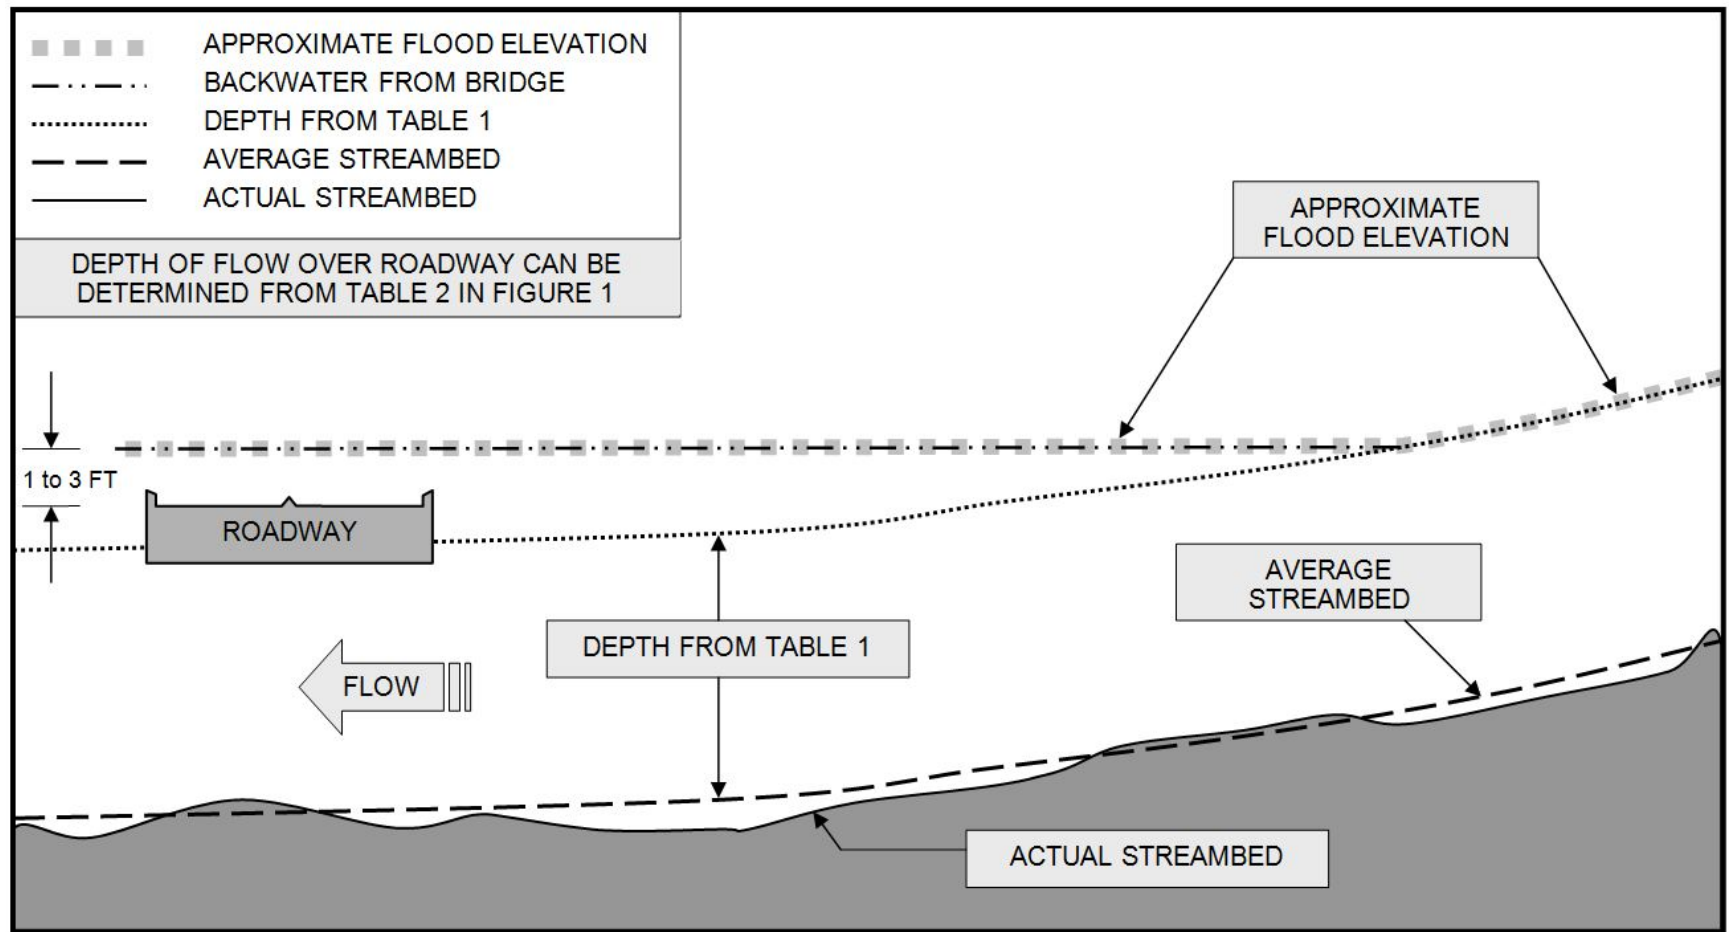 APPROXIMATE FLOOD ELEVATION
BACKWATER FROM BRIDGE
DEPTH FROM TABLE 1
AVERAGE STREAMBED
ACTUAL STREAMBED
DEPTH OF FLOW OVER ROADWAY CAN BE
DETERMINED FROM TABLE 2 IN FIGURE 1
APPROXIMATE
FLOOD ELEVATION
1 to 3 FT
ROADWAY
AVERAGE
STREAMBED
DEPTH FROM TABLE 1
FLOW
ACTUAL STREAMBED